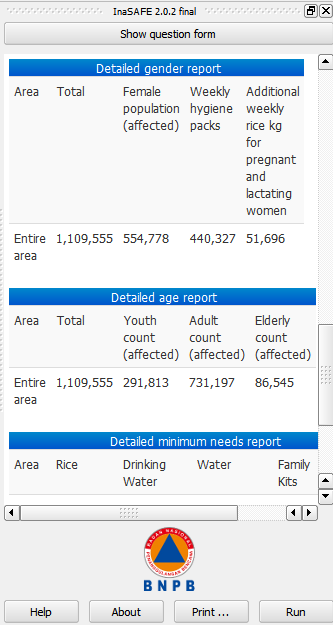 InaSAFE 2.0.2 final
Show question form
Detailed gender report
Area Total Female population (affected) Weekly hygiene packs Additional weekly rice kg for pregnant and lactating women
Entire area 1,109,555 554,778 440,327 51,696
Detailed age report
Area Total Youth count (affected) Adult count (affected) Elderly count (affected)
Entire area 1,109,555 291,813 731,197 86,545
Detailed minimum needs report
Area Rice Drinking Water Water Family Kits
BADAN NASIONAL
PENANGGULANGAN BENCANA
BNPB
Help About Print ... Run